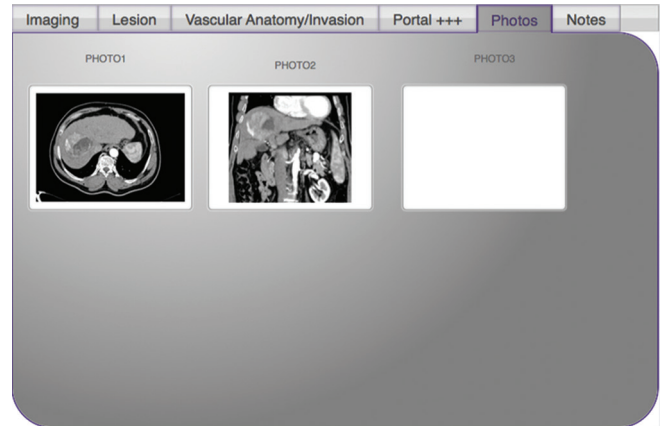 Imaging Lesion Vascular Anatomy/Invasion Portal +++ Photos Notes
PHOTO1 PHOTO2 PHOTO3